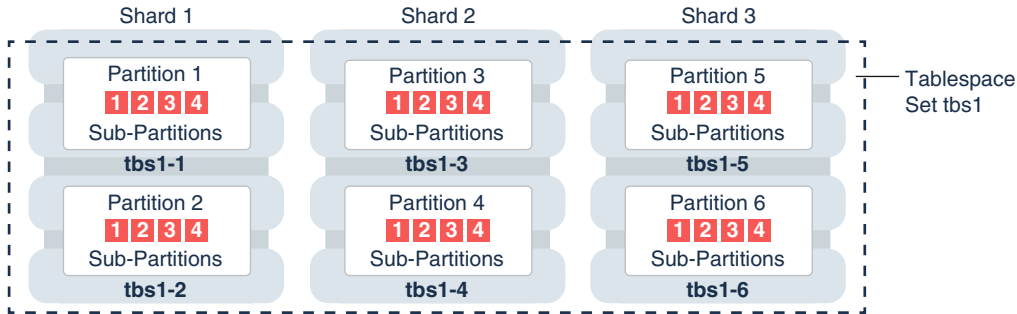 Shard 1
Shard 2
Shard 3
Partition 1
1 2 3 4
Sub-Partitions
tbs1-1
Partition 3
1 2 3 4
Sub-Partitions
tbs1-3
Partition 5
1 2 3 4
Sub-Partitions
tbs1-5
Partition 2
1 2 3 4
Sub-Partitions
tbs1-2
Partition 4
1 2 3 4
Sub-Partitions
tbs1-4
Partition 6
1 2 3 4
Sub-Partitions
tbs1-6
Tablespace
Set tbs1